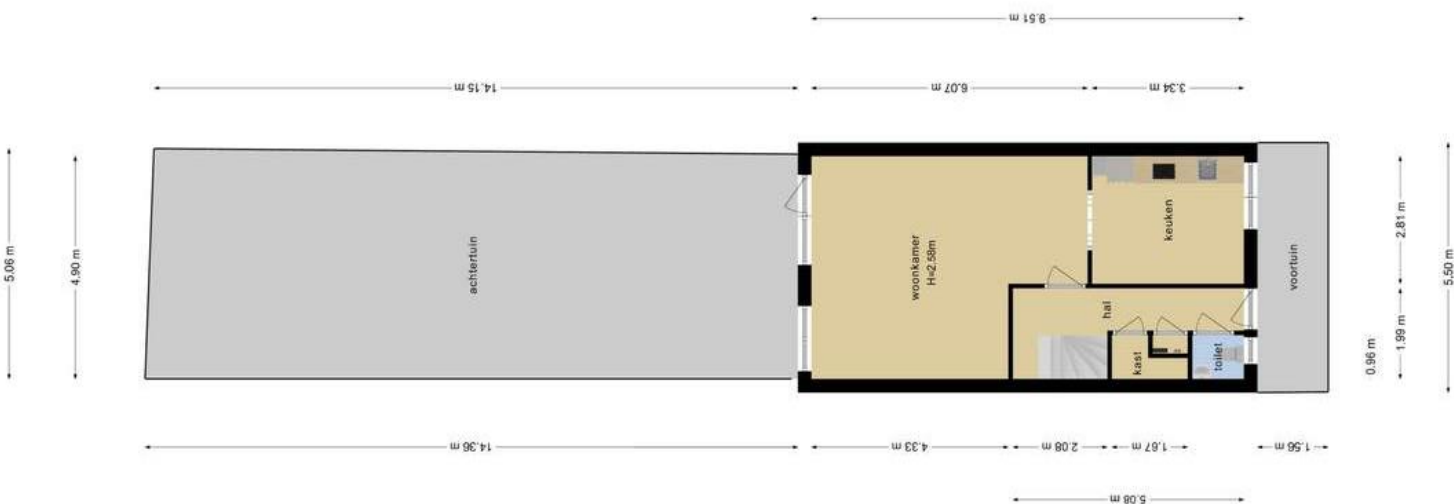 9.51 m
14.15 m
6.07 m
3.34 m
5.06 m
4.90 m
achtertuin
woonkamer
H=2.58m
keuken
hal
kast
toilet
voortuin
2.81 m
1.99 m
0.96 m
5.50 m
14.36 m
4.33 m
2.08 m
1.67 m
1.56 m
5.08 m